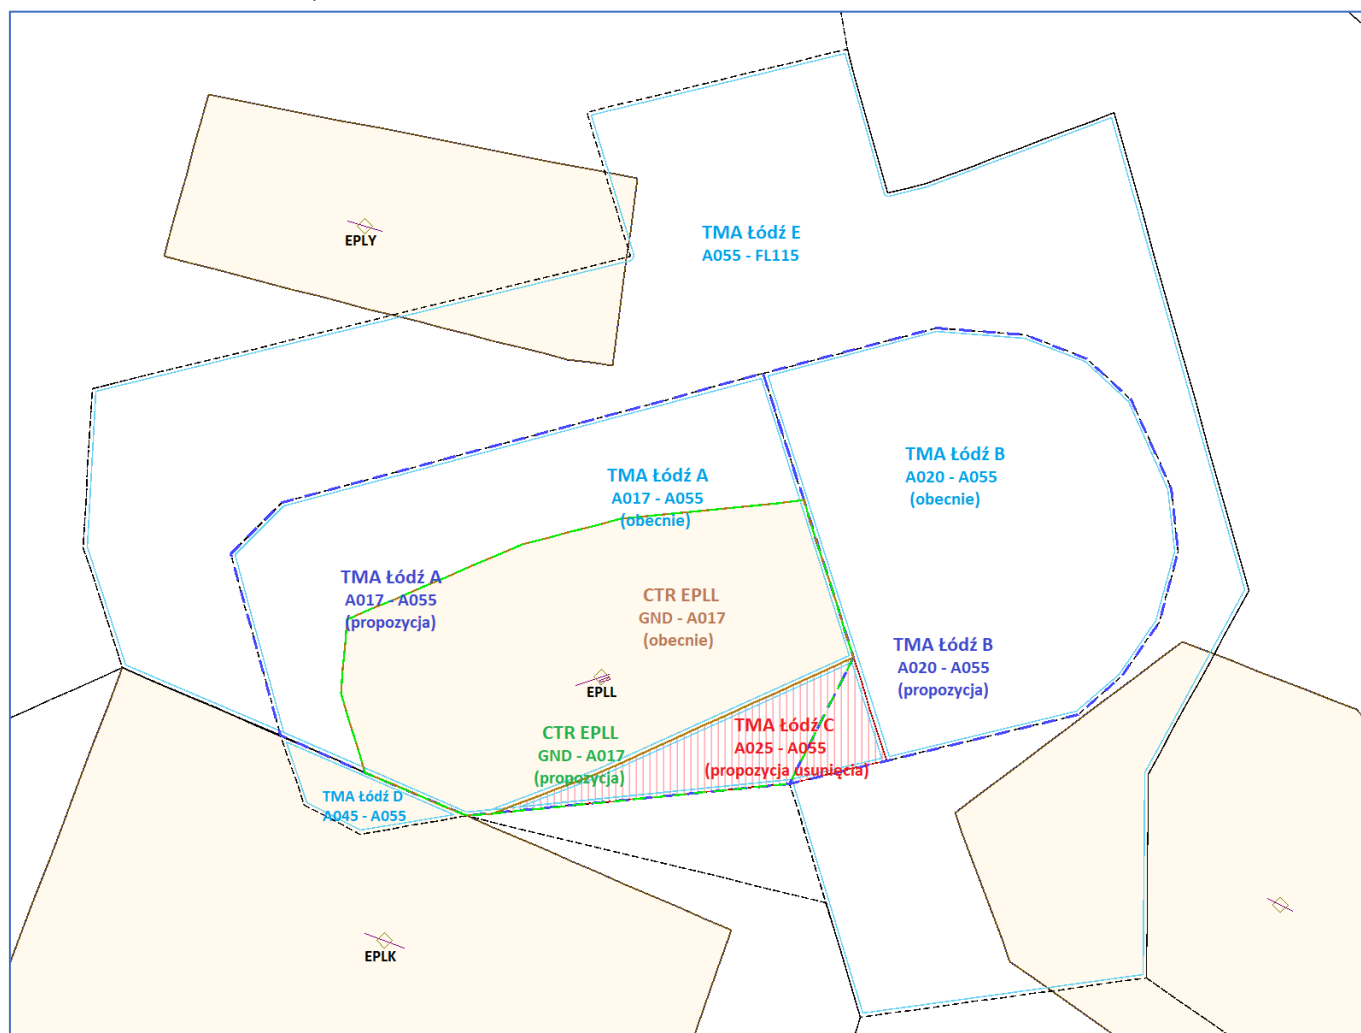 EPLY
TMA Łódź E
A055 - FL115
TMA Łódź A
A017 - A055
(obecnie)
TMA Łódź B
A020 - A055
(obecnie)
TMA Łódź A
A017 - A055
(propozycja)
CTR EPLL
GND - A017
(obecnie)
TMA Łódź B
A020 - A055
(propozycja)
EPLL
CTR EPLL
GND - A017
(propozycja)
TMA Łódź C
A025 - A055
(propozycja usunięcia)
TMA Łódź D
A045 - A055
EPLK